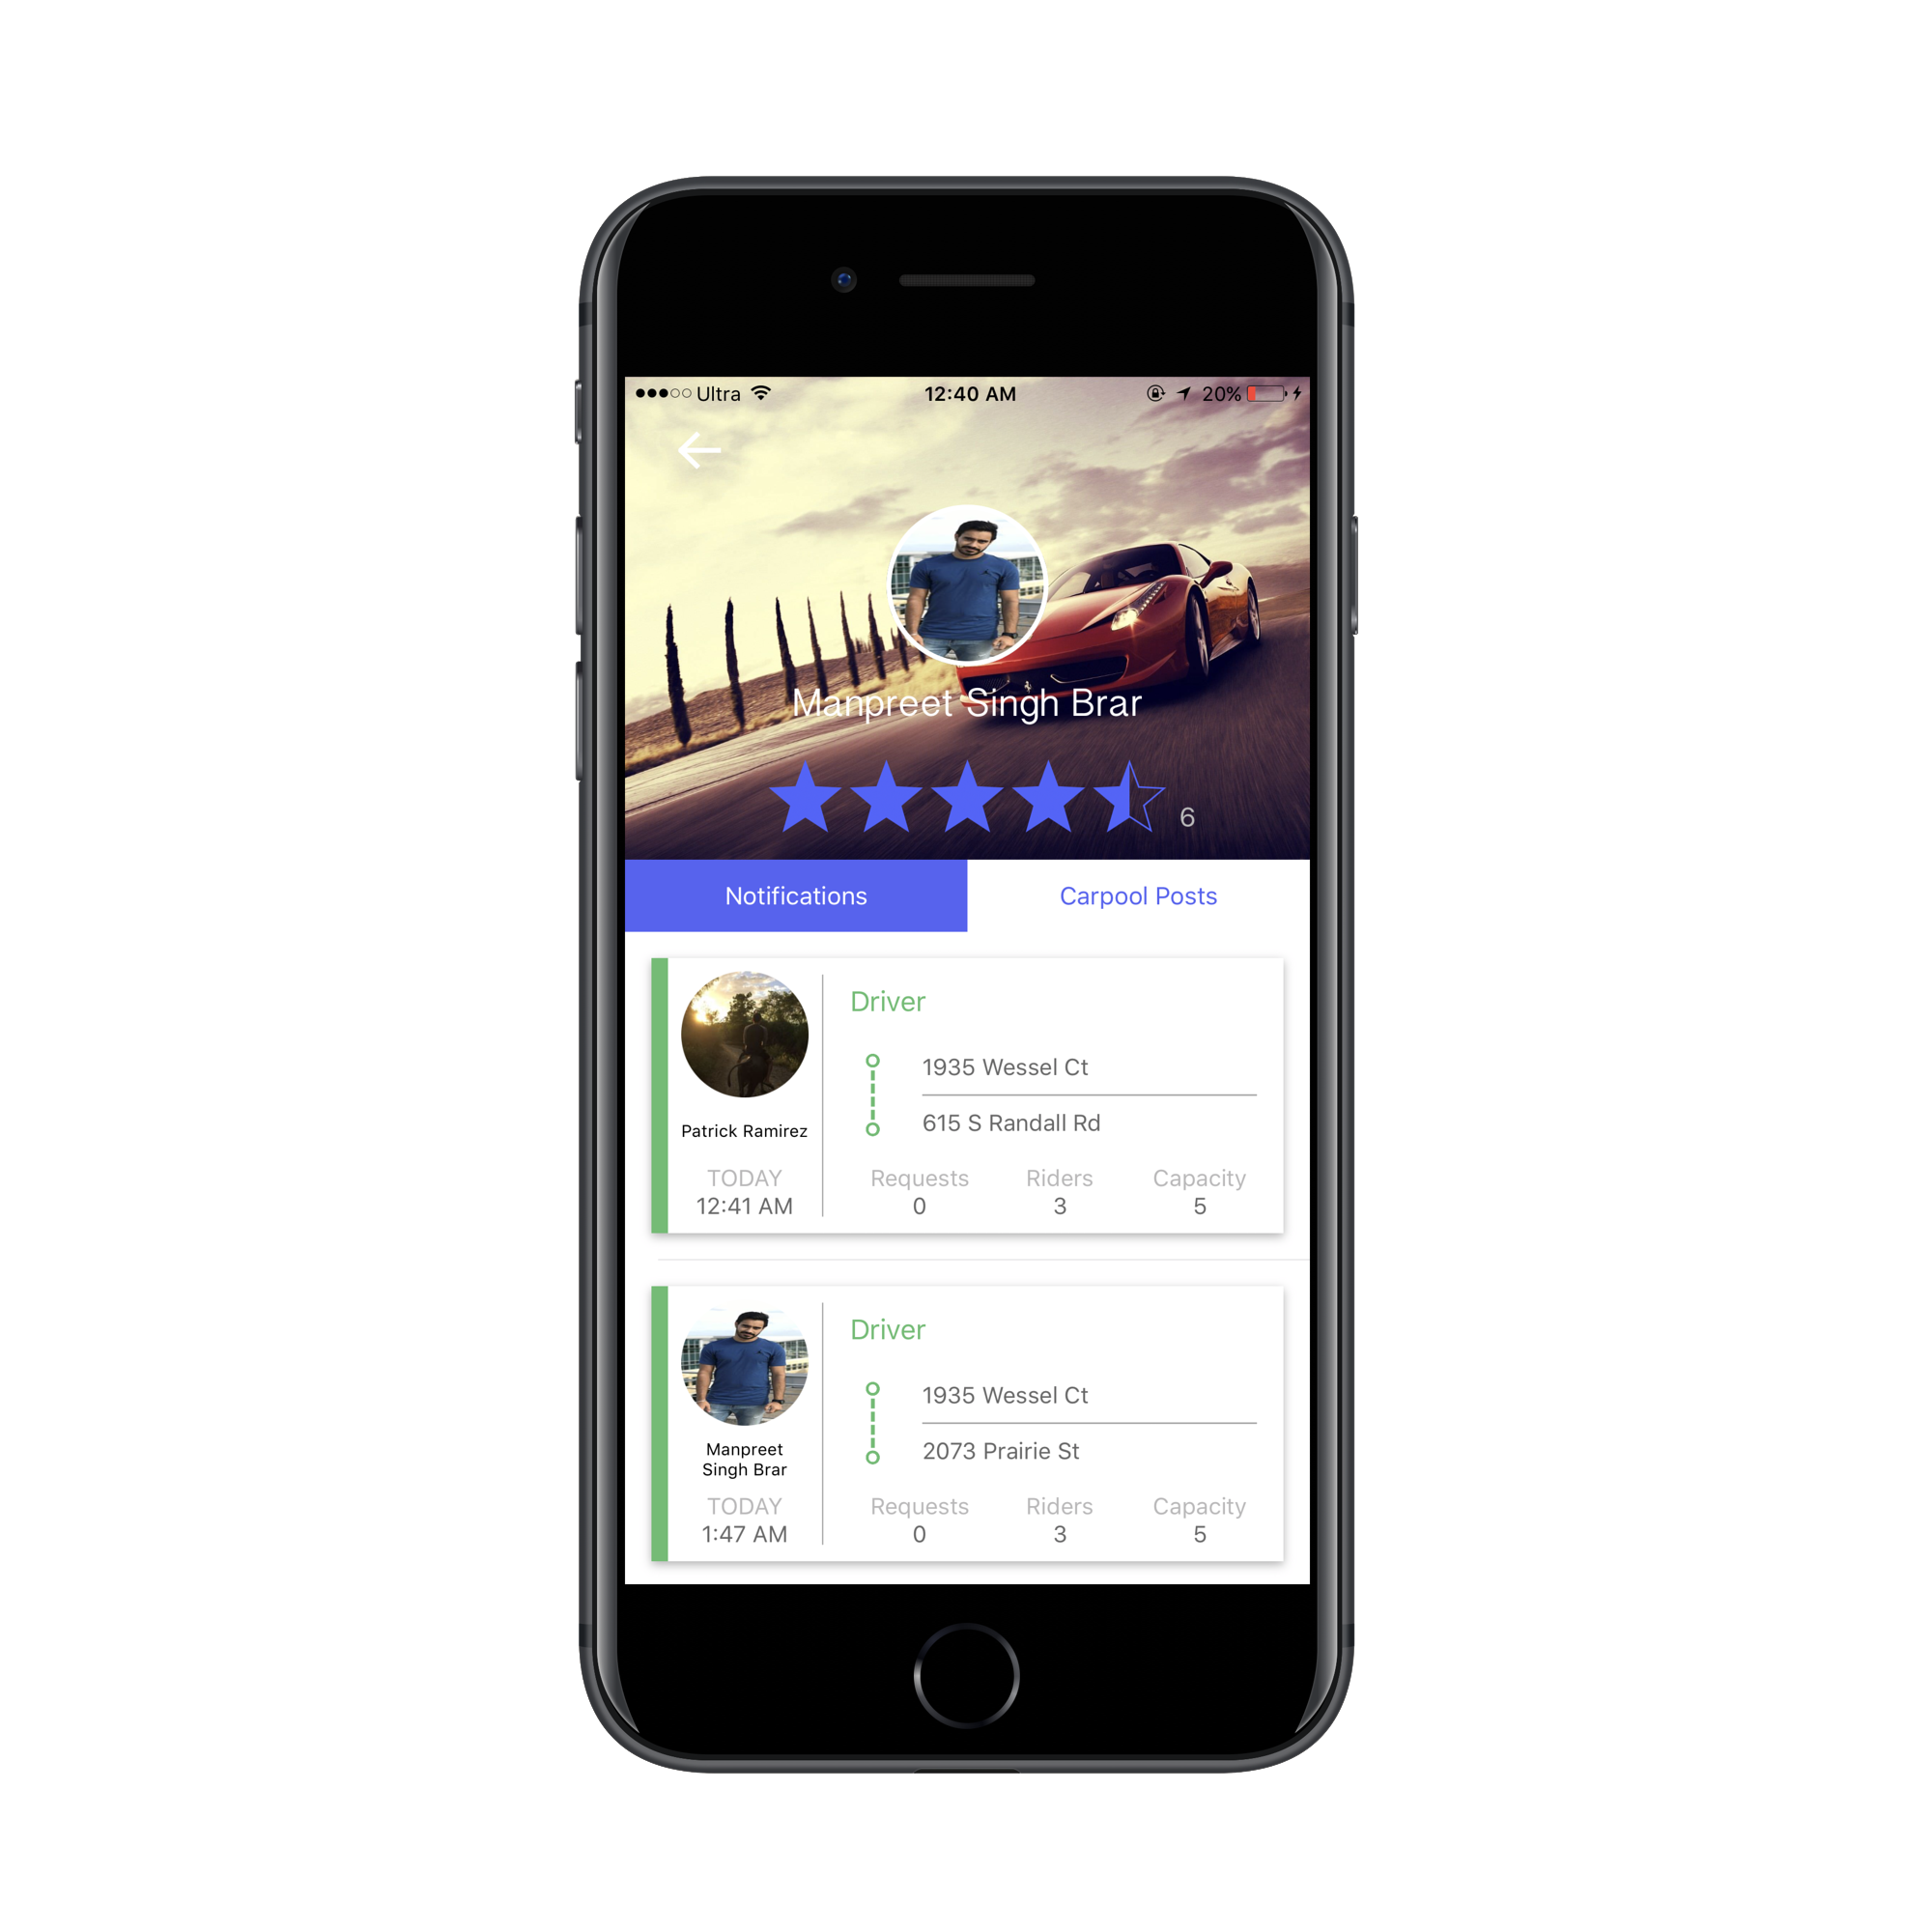 Ultra 12:40 AM 20%
Manpreet Singh Brar
6
Notifications Carpool Posts
Driver
1935 Wessel Ct
615 S Randall Rd
Patrick Ramirez
TODAY Requests Riders Capacity
12:41 AM 0 3 5
Driver
1935 Wessel Ct
2073 Prairie St
Manpreet
Singh Brar
TODAY Requests Riders Capacity
1:47 AM 0 3 5